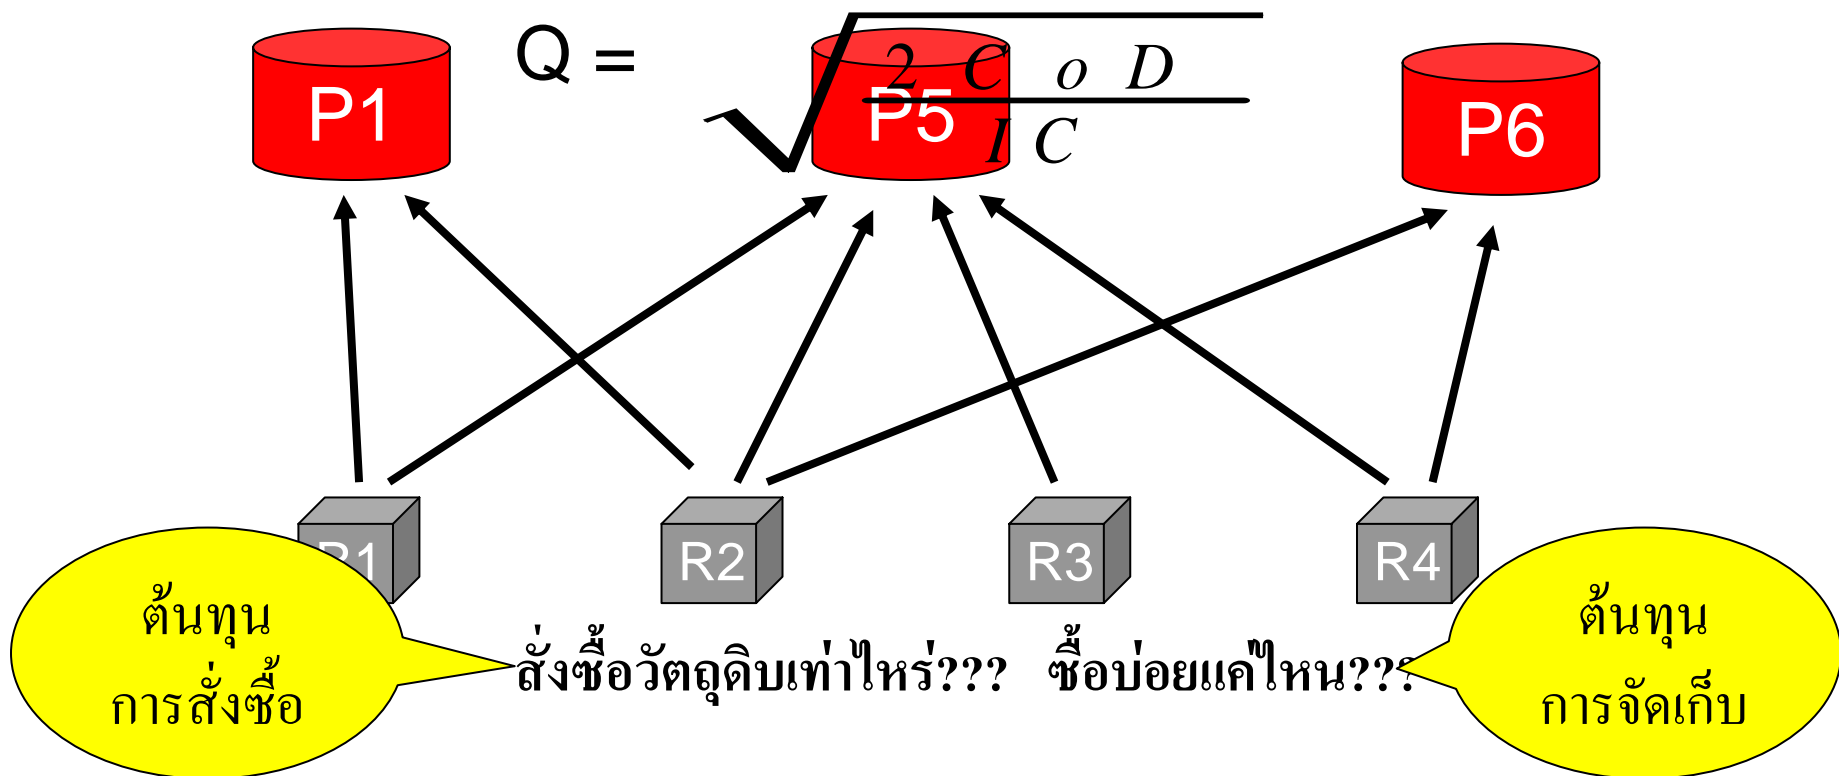 P1
Q =
2 C o D
I C
P5
P6
R1
R2
R3
R4
ต้นทุน
การสั่งซื้อ
สั่งซื้อวัตถุดิบเท่าไหร่??? ซื้อบ่อยแค่ไหน???
ต้นทุน
การจัดเก็บ